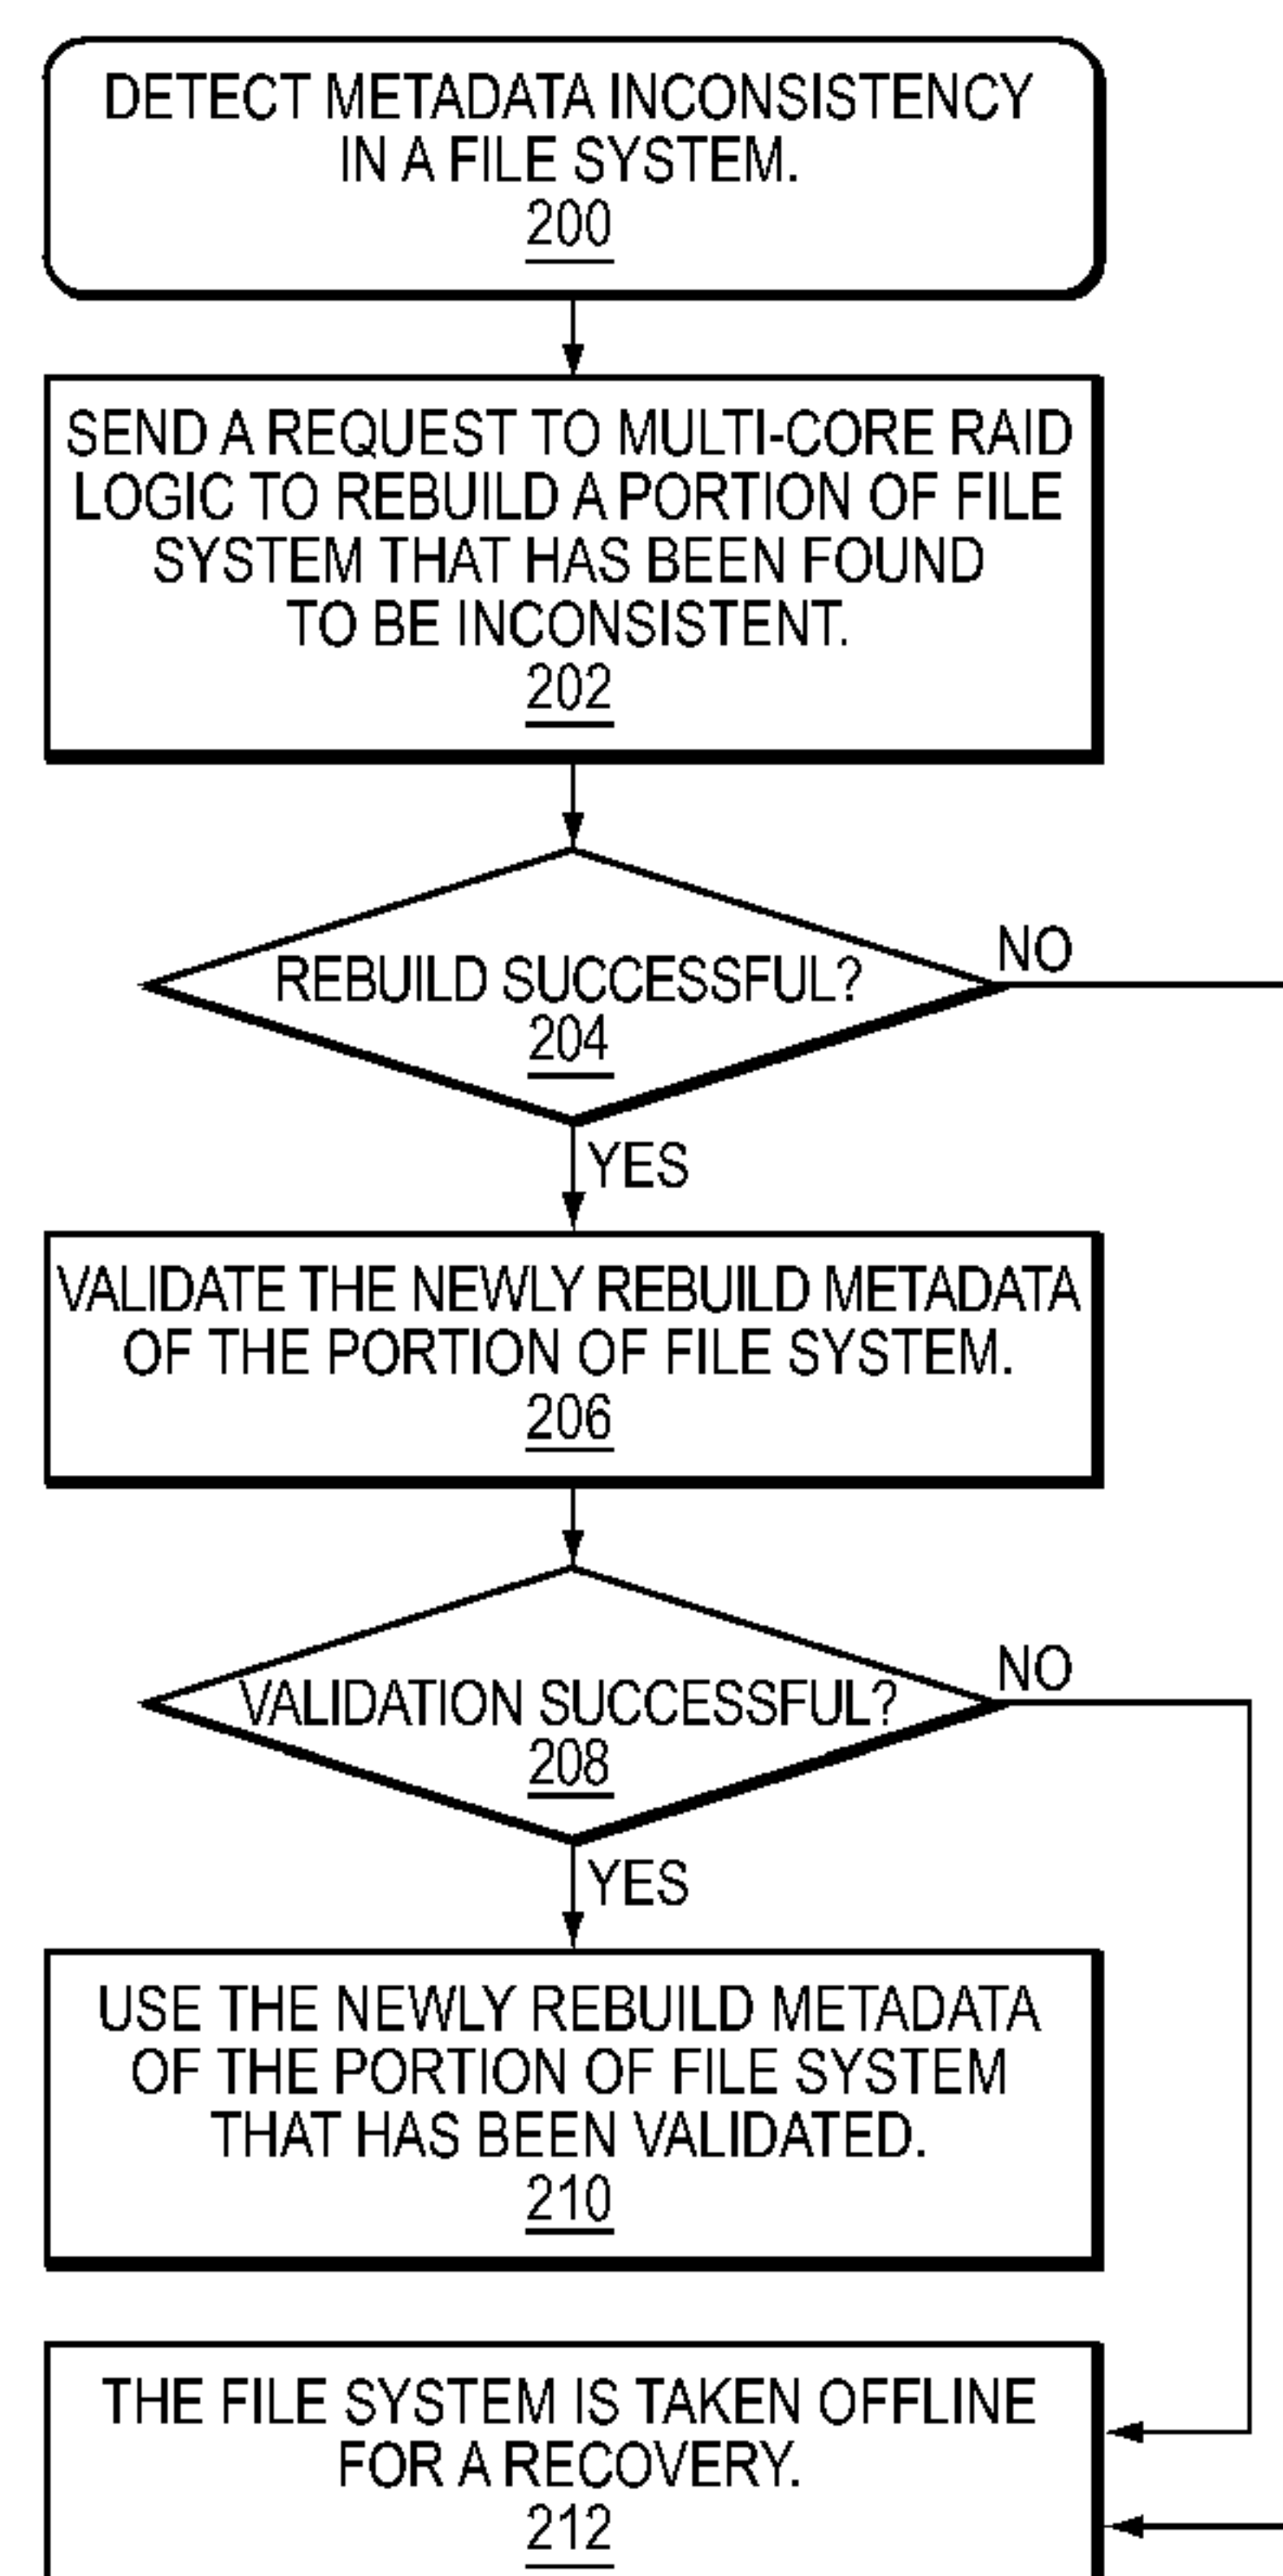 DETECT METADATA INCONSISTENCY
IN A FILE SYSTEM.
200
SEND A REQUEST TO MULTI-CORE RAID
LOGIC TO REBUILD A PORTION OF FILE
SYSTEM THAT HAS BEEN FOUND
TO BE INCONSISTENT.
202
REBUILD SUCCESSFUL?
204
NO
YES
VALIDATE THE NEWLY REBUILD METADATA
OF THE PORTION OF FILE SYSTEM.
206
VALIDATION SUCCESSFUL?
208
NO
YES
USE THE NEWLY REBUILD METADATA
OF THE PORTION OF FILE SYSTEM
THAT HAS BEEN VALIDATED.
210
THE FILE SYSTEM IS TAKEN OFFLINE
FOR A RECOVERY.
212